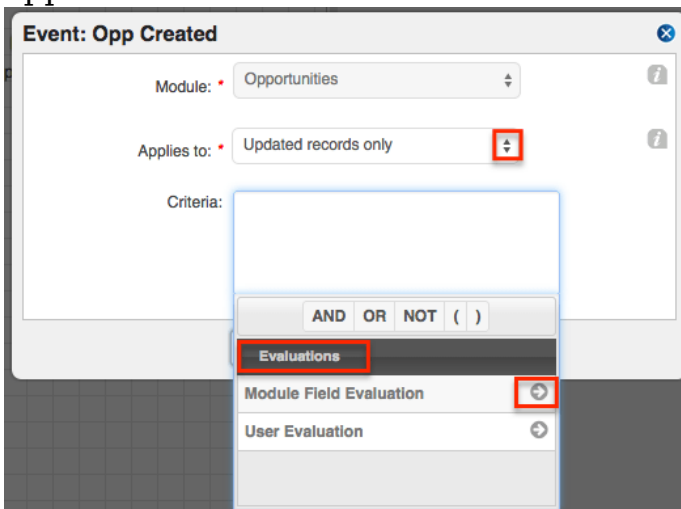 Event: Opp Created
Module: * Opportunities
Applies to: * Updated records only
Criteria:
AND OR NOT ( )
Evaluations
Module Field Evaluation
User Evaluation